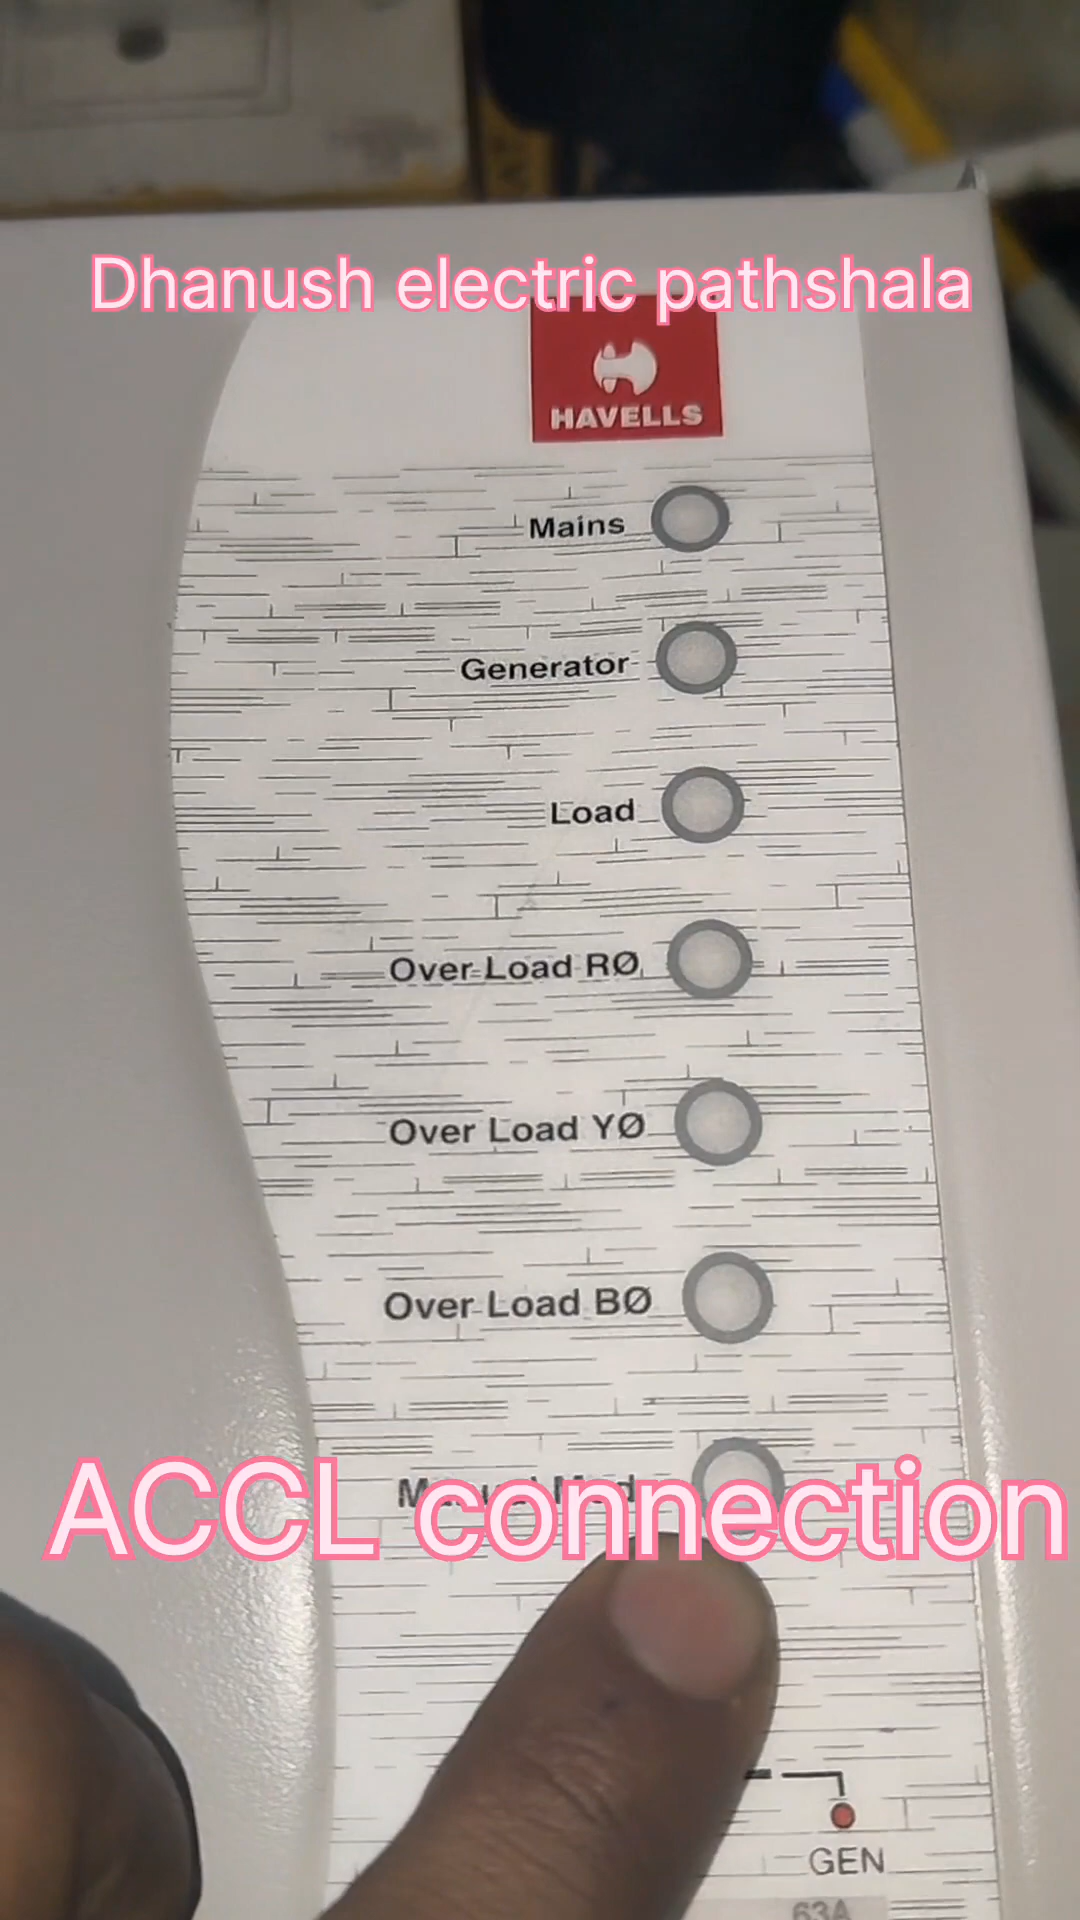 Dhanush electric pathshala
HAVELLS
Mains
Generator
Load
Over Load RØ
Over Load YØ
Over Load BØ
ACCL connection
GEN
63A